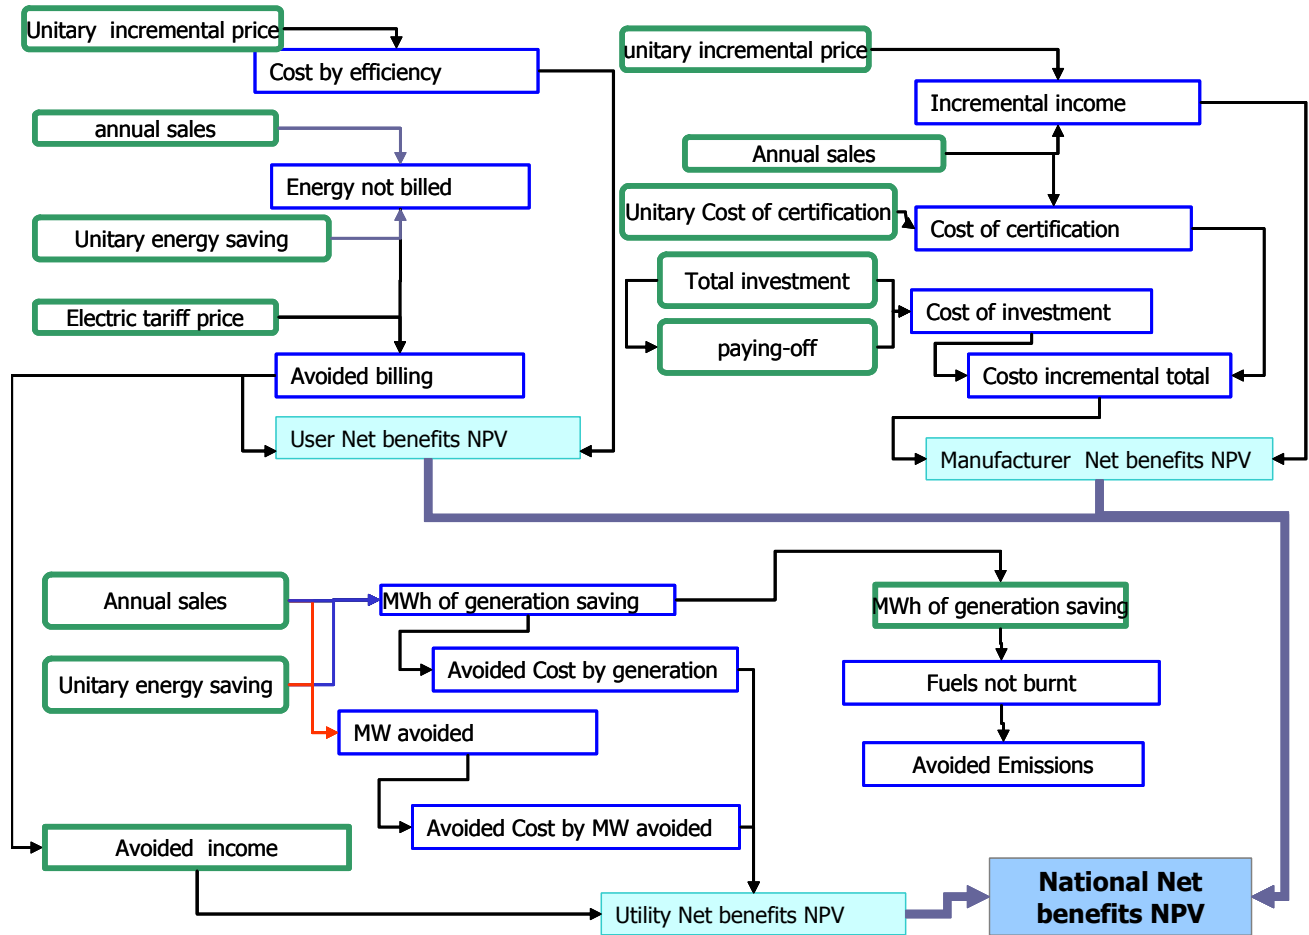 Unitary incremental price
Cost by efficiency
annual sales
Energy not billed
Unitary energy saving
Electric tariff price
Avoided billing
User Net benefits NPV
unitary incremental price
Incremental income
Annual sales
Unitary Cost of certification
Cost of certification
Total investment
Cost of investment
paying-off
Costo incremental total
Manufacturer Net benefits NPV
Annual sales
MWh of generation saving
MWh of generation saving
Avoided Cost by generation
Unitary energy saving
Fuels not burnt
MW avoided
Avoided Emissions
Avoided Cost by MW avoided
Avoided income
Utility Net benefits NPV
National Net
benefits NPV